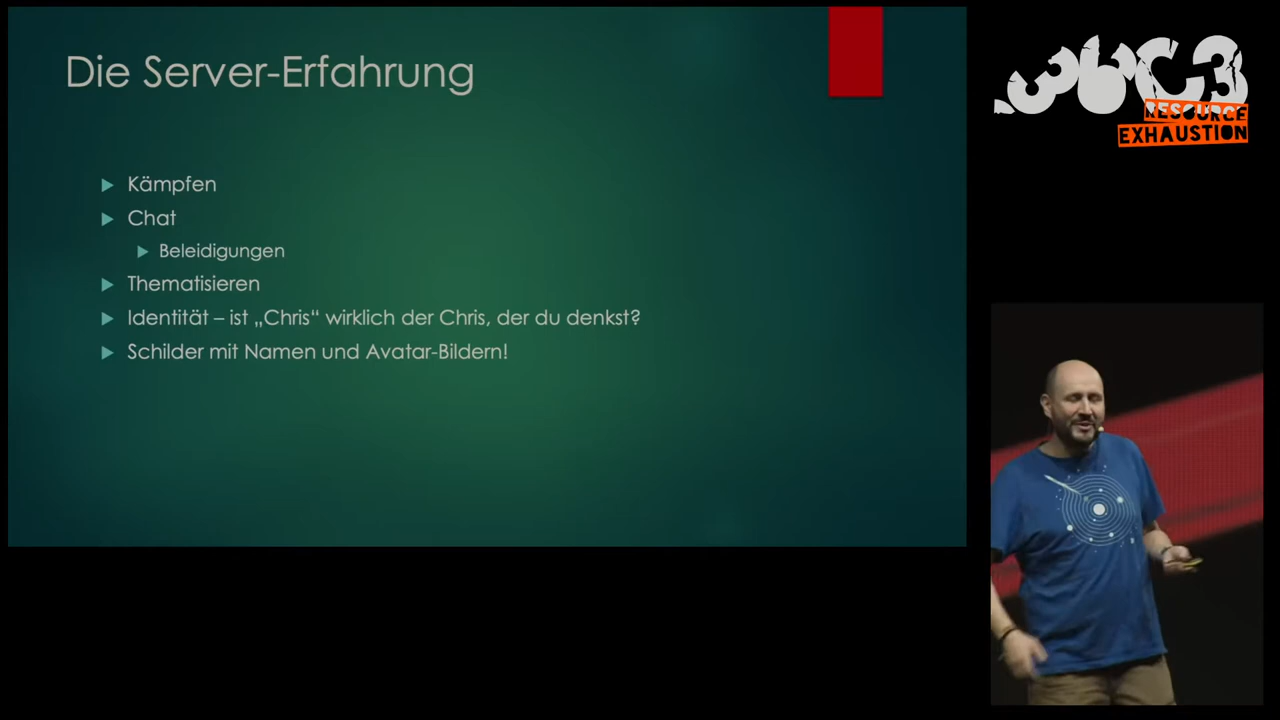 Die Server-Erfahrung
Kämpfen
Chat
Beleidigungen
Thematisieren
Identität – ist „Chris“ wirklich der Chris, der du denkst?
Schilder mit Namen und Avatar-Bildern!
36C3
RESOURCE
EXHAUSTION